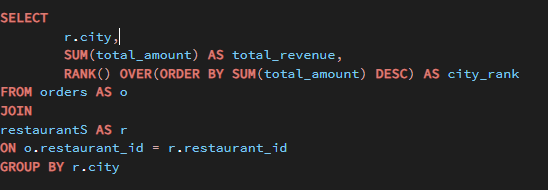 SELECT
r.city,
SUM(total_amount) AS total_revenue,
RANK() OVER(ORDER BY SUM(total_amount) DESC) AS city_rank
FROM orders AS o
JOIN
restaurantS AS r
ON o.restaurant_id = r.restaurant_id
GROUP BY r.city